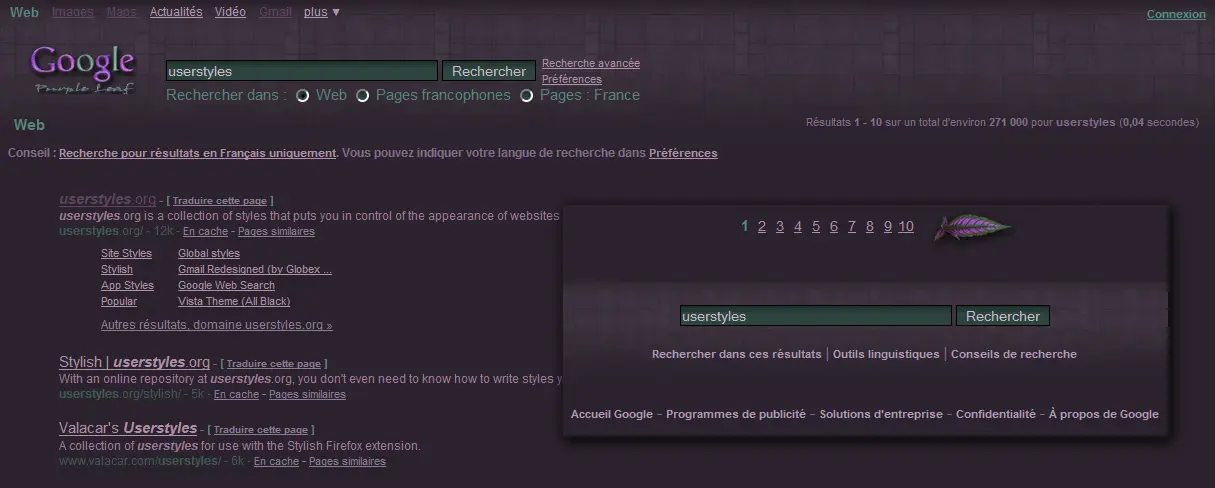 Web Images Maps Actualités Vidéo Gmail plus ▼
Connexion
Google
Purple Leaf
userstyles Rechercher
Recherche avancée
Préférences
Rechercher dans : Web Pages francophones Pages : France
Web
Résultats 1 - 10 sur un total d'environ 271 000 pour userstyles (0,04 secondes)
Conseil : Recherche pour résultats en Français uniquement. Vous pouvez indiquer votre langue de recherche dans Préférences
userstyles.org - [ Traduire cette page ]
userstyles.org is a collection of styles that puts you in control of the appearance of websites
userstyles.org/ - 12k - En cache - Pages similaires
Site Styles Global styles
Stylish Gmail Redesigned (by Globex ...
App Styles Google Web Search
Popular Vista Theme (All Black)
Autres résultats, domaine userstyles.org »
Stylish | userstyles.org - [ Traduire cette page ]
With an online repository at userstyles.org, you don't even need to know how to write styles y
userstyles.org/stylish/ - 5k - En cache - Pages similaires
Valacar's Userstyles - [ Traduire cette page ]
A collection of userstyles for use with the Stylish Firefox extension.
www.valacar.com/userstyles/ - 6k - En cache - Pages similaires
1 2 3 4 5 6 7 8 9 10
userstyles Rechercher
Rechercher dans ces résultats | Outils linguistiques | Conseils de recherche
Accueil Google - Programmes de publicité - Solutions d'entreprise - Confidentialité - À propos de Google